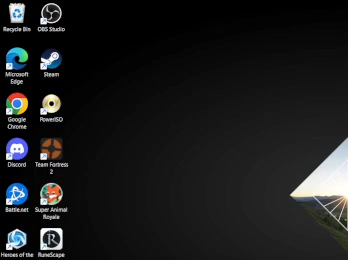 Recycle Bin
OBS Studio
Microsoft
Edge
Steam
Google
Chrome
PowerISO
Discord
Team Fortress
2
Battle.net
Super Animal
Royale
Heroes of the
RuneScape